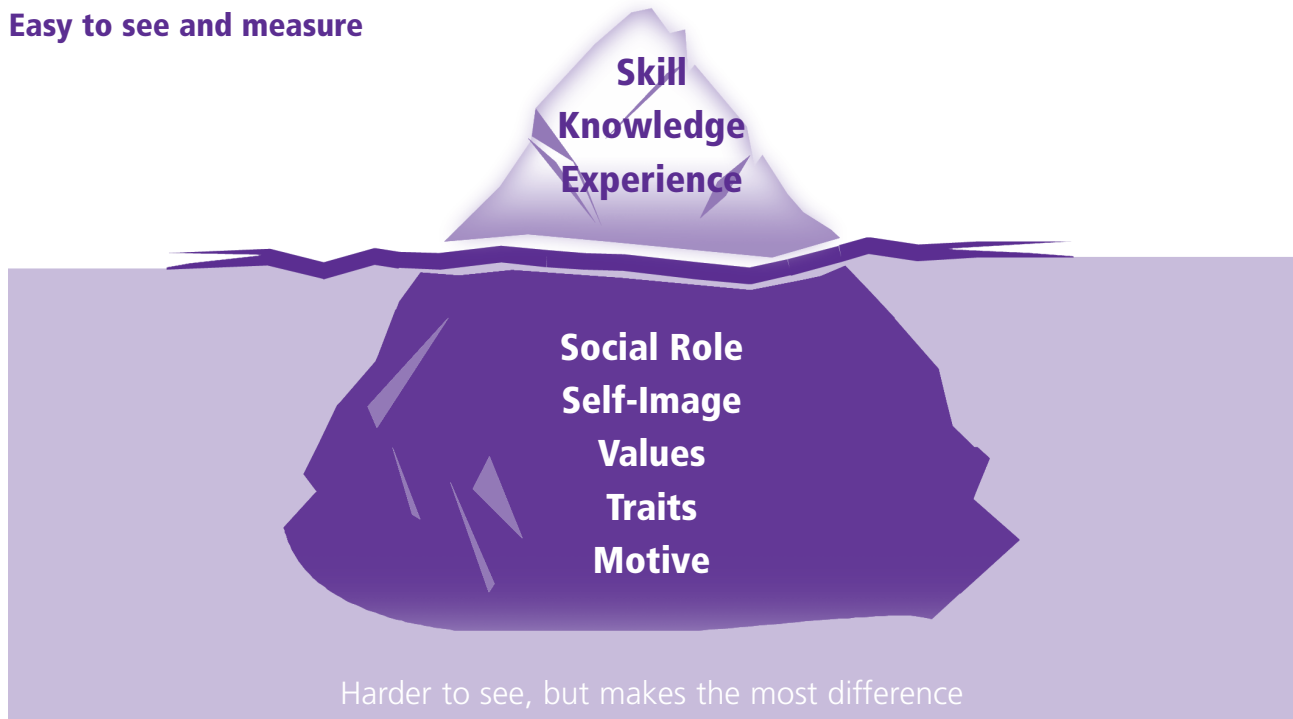 Easy to see and measure
Skill
Knowledge
Experience
Social Role
Self-Image
Values
Traits
Motive
Harder to see, but makes the most difference